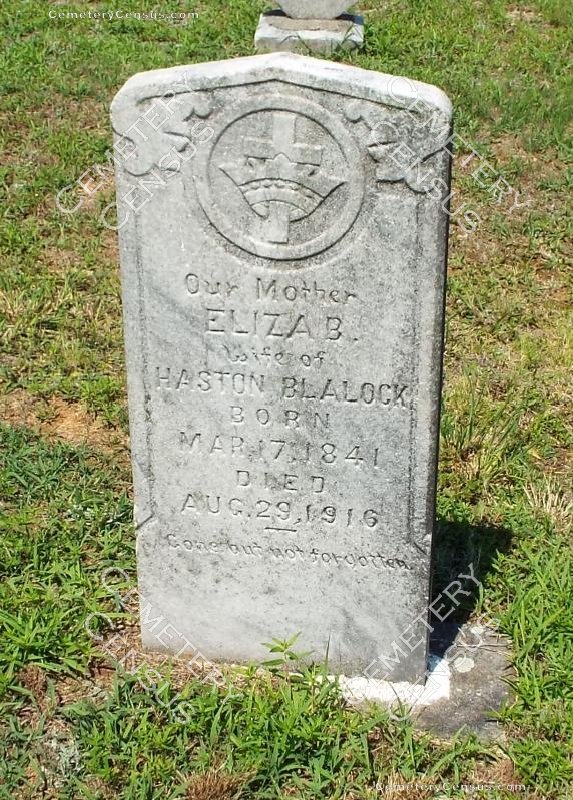 CemeteryCensus.com
CEMETERY
CENSUS
CEMETERY
CENSUS
Our Mother
ELIZA B.
Wife of
HASTON BLALOCK
BORN
MAR. 17, 1841
DIED
AUG. 29, 1916
Gone but not forgotten.
CEMETERY
CENSUS
CEMETERY
CENSUS
CemeteryCensus.com